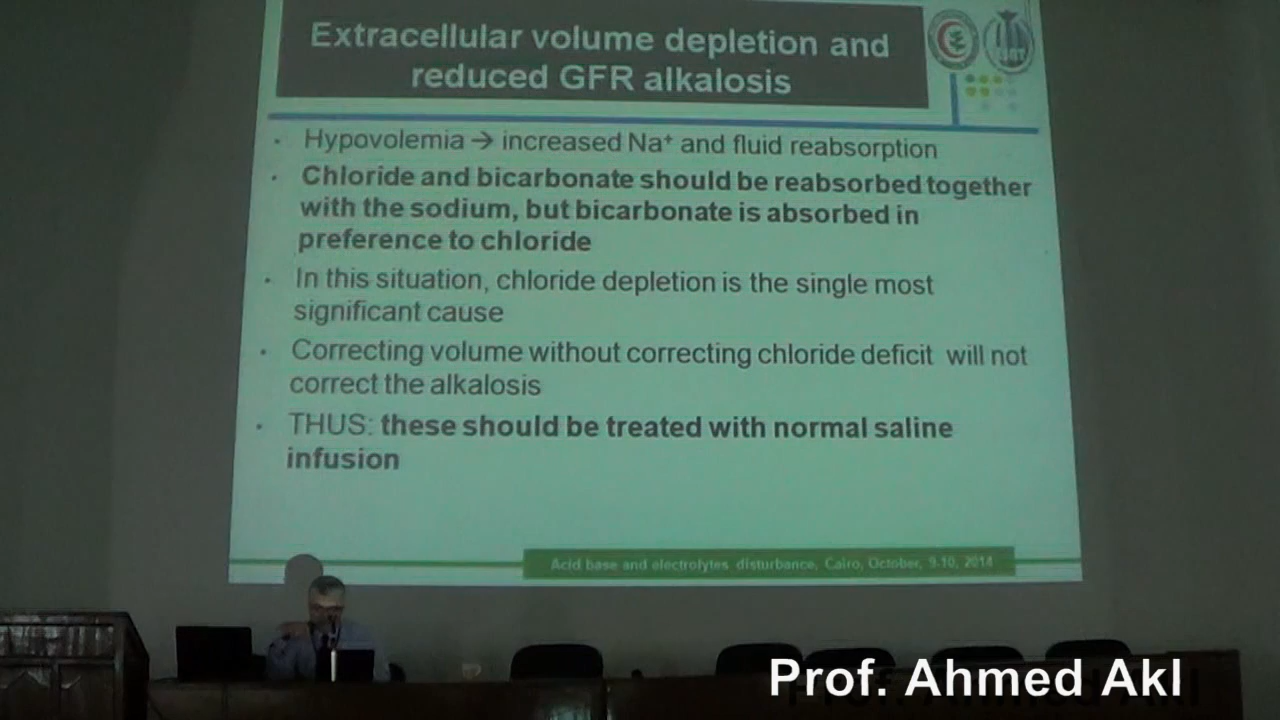 Extracellular volume depletion and
reduced GFR alkalosis
• Hypovolemia → increased Na⁺ and fluid reabsorption
• Chloride and bicarbonate should be reabsorbed together
with the sodium, but bicarbonate is absorbed in
preference to chloride
• In this situation, chloride depletion is the single most
significant cause
• Correcting volume without correcting chloride deficit will not
correct the alkalosis
• THUS: these should be treated with normal saline
infusion
Acid base and electrolytes disturbance, Cairo, October, 9-10, 2014
Prof. Ahmed Akl